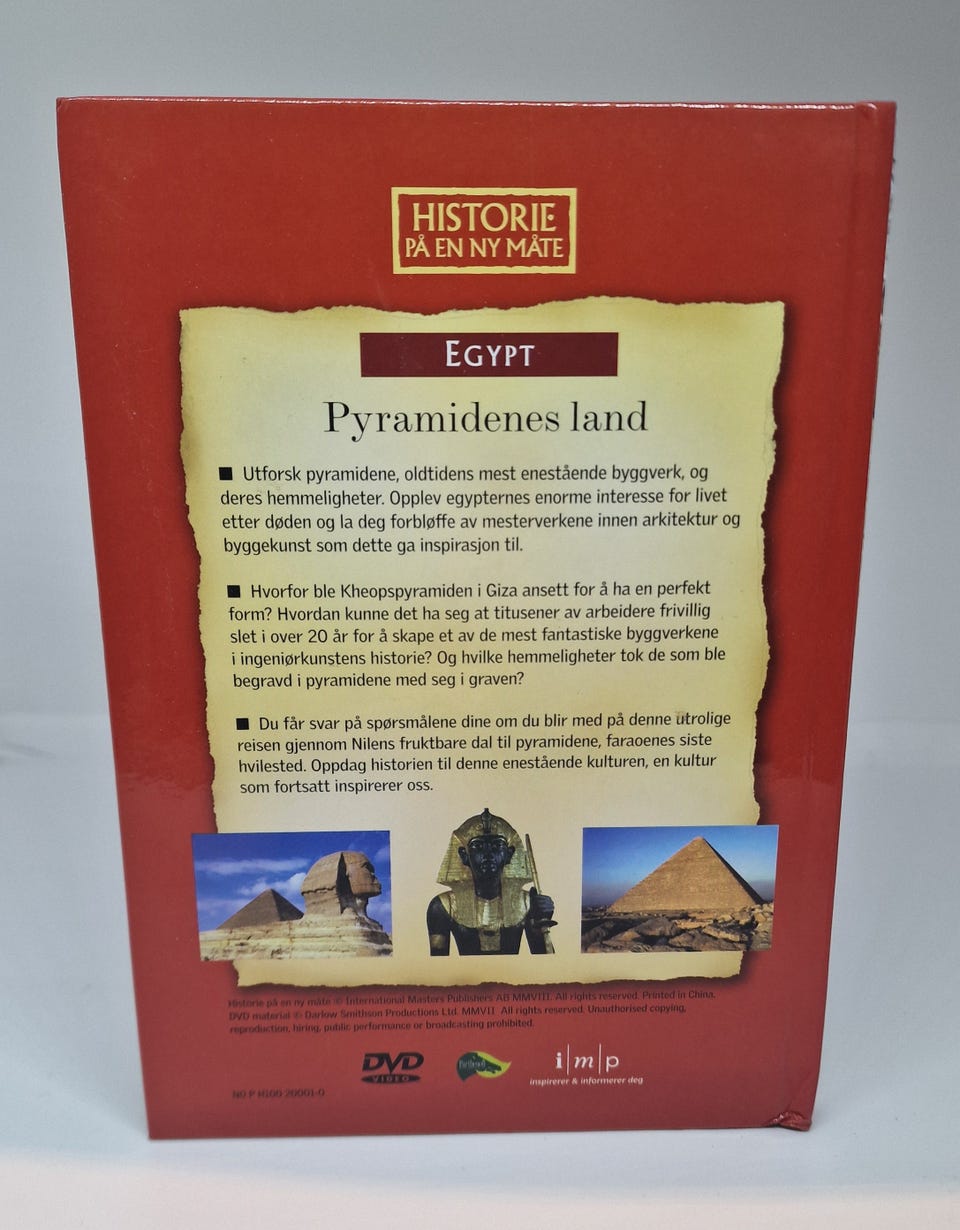 HISTORIE
PÅ EN NY MÅTE
EGYPT
Pyramidenes land
■ Utforsk pyramidene, oldtidens mest enestående byggverk, og
deres hemmeligheter. Opplev egypternes enorme interesse for livet
etter døden og la deg forbløffe av mesterverkene innen arkitektur og
byggekunst som dette ga inspirasjon til.
■ Hvorfor ble Kheopspyramiden i Giza ansett for å ha en perfekt
form? Hvordan kunne det ha seg at titusener av arbeidere frivillig
slet i over 20 år for å skape et av de mest fantastiske byggverkene
i ingeniørkunstens historie? Og hvilke hemmeligheter tok de som ble
begravd i pyramidene med seg i graven?
■ Du får svar på spørsmålene dine om du blir med på denne utrolige
reisen gjennom Nilens fruktbare dal til pyramidene, faraoenes siste
hvilested. Oppdag historien til denne enestående kulturen, en kultur
som fortsatt inspirerer oss.
Historie på en ny måte © International Masters Publishers AB MMVIII. All rights reserved. Printed in China.
DVD material © Darlow Smithson Productions Ltd. MMVII All rights reserved. Unauthorised copying,
reproduction, hiring, public performance or broadcasting prohibited.
DVD
VIDEO
i|m|p
inspirerer & informerer deg
NO P H100 20001-0